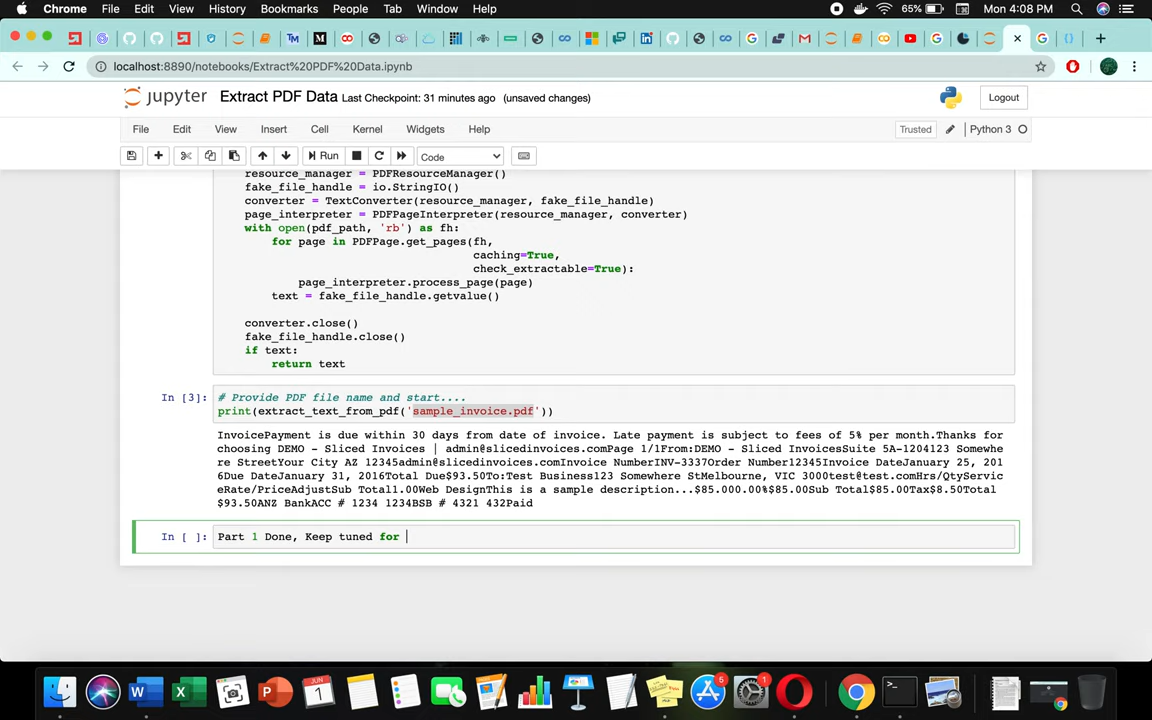 Chrome File Edit View History Bookmarks People Tab Window Help 65% Mon 4:08 PM
localhost:8890/notebooks/Extract%20PDF%20Data.ipynb
jupyter Extract PDF Data Last Checkpoint: 31 minutes ago (unsaved changes) Logout
File Edit View Insert Cell Kernel Widgets Help Trusted Python 3
Run Code
resource_manager = PDFResourceManager()
fake_file_handle = io.StringIO()
converter = TextConverter(resource_manager, fake_file_handle)
page_interpreter = PDFPageInterpreter(resource_manager, converter)
with open(pdf_path, 'rb') as fh:
for page in PDFPage.get_pages(fh,
caching=True,
check_extractable=True):
page_interpreter.process_page(page)
text = fake_file_handle.getvalue()
converter.close()
fake_file_handle.close()
if text:
return text
In [3]: # Provide PDF file name and start....
print(extract_text_from_pdf('sample_invoice.pdf'))
InvoicePayment is due within 30 days from date of invoice. Late payment is subject to fees of 5% per month.Thanks for
choosing DEMO - Sliced Invoices | admin@slicedinvoices.comPage 1/1From:DEMO - Sliced InvoicesSuite 5A-1204123 Somewhe
re StreetYour City AZ 12345admin@slicedinvoices.comInvoice NumberINV-3337Order Number12345Invoice DateJanuary 25, 201
6Due DateJanuary 31, 2016Total Due$93.50To:Test Business123 Somewhere StMelbourne, VIC 3000test@test.comHrs/QtyServic
eRate/PriceAdjustSub Total1.00Web DesignThis is a sample description...$85.000.00%$85.00Sub Total$85.00Tax$8.50Total
$93.50ANZ BankACC # 1234 1234BSB # 4321 432Paid
In [ ]: Part 1 Done, Keep tuned for